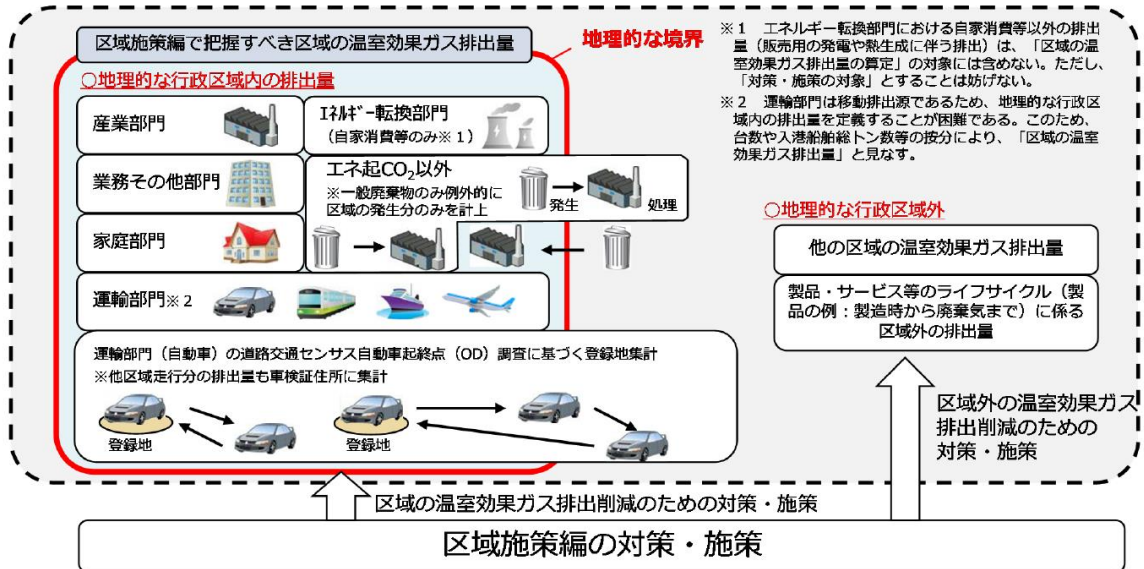 区域施策編で把握すべき区域の温室効果ガス排出量
地理的な境界
○地理的な行政区域内の排出量
産業部門
エネルギー転換部門
(自家消費等のみ※1)
業務その他部門
エネ起CO₂以外
※一般廃棄物のみ例外的に
区域の発生分のみを計上
発生
処理
家庭部門
運輸部門※2
運輸部門(自動車)の道路交通センサス自動車起終点(OD)調査に基づく登録地集計
※他区域走行分の排出量も車検証住所に集計
登録地
登録地
※1 エネルギー転換部門における自家消費等以外の排出
量(販売用の発電や熱生成に伴う排出)は、「区域の温
室効果ガス排出量の算定」の対象には含めない。ただし、
「対策・施策の対象」とすることは妨げない。
※2 運輸部門は移動排出源であるため、地理的な行政区
域内の排出量を定義することが困難である。このため、
台数や入港船舶総トン数等の按分により、「区域の温室
効果ガス排出量」と見なす。
○地理的な行政区域外
他の区域の温室効果ガス排出量
製品・サービス等のライフサイクル(製
品の例:製造時から廃棄気まで)に係る
区域外の排出量
区域外の温室効果ガス
排出削減のための
対策・施策
区域の温室効果ガス排出削減のための対策・施策
区域施策編の対策・施策